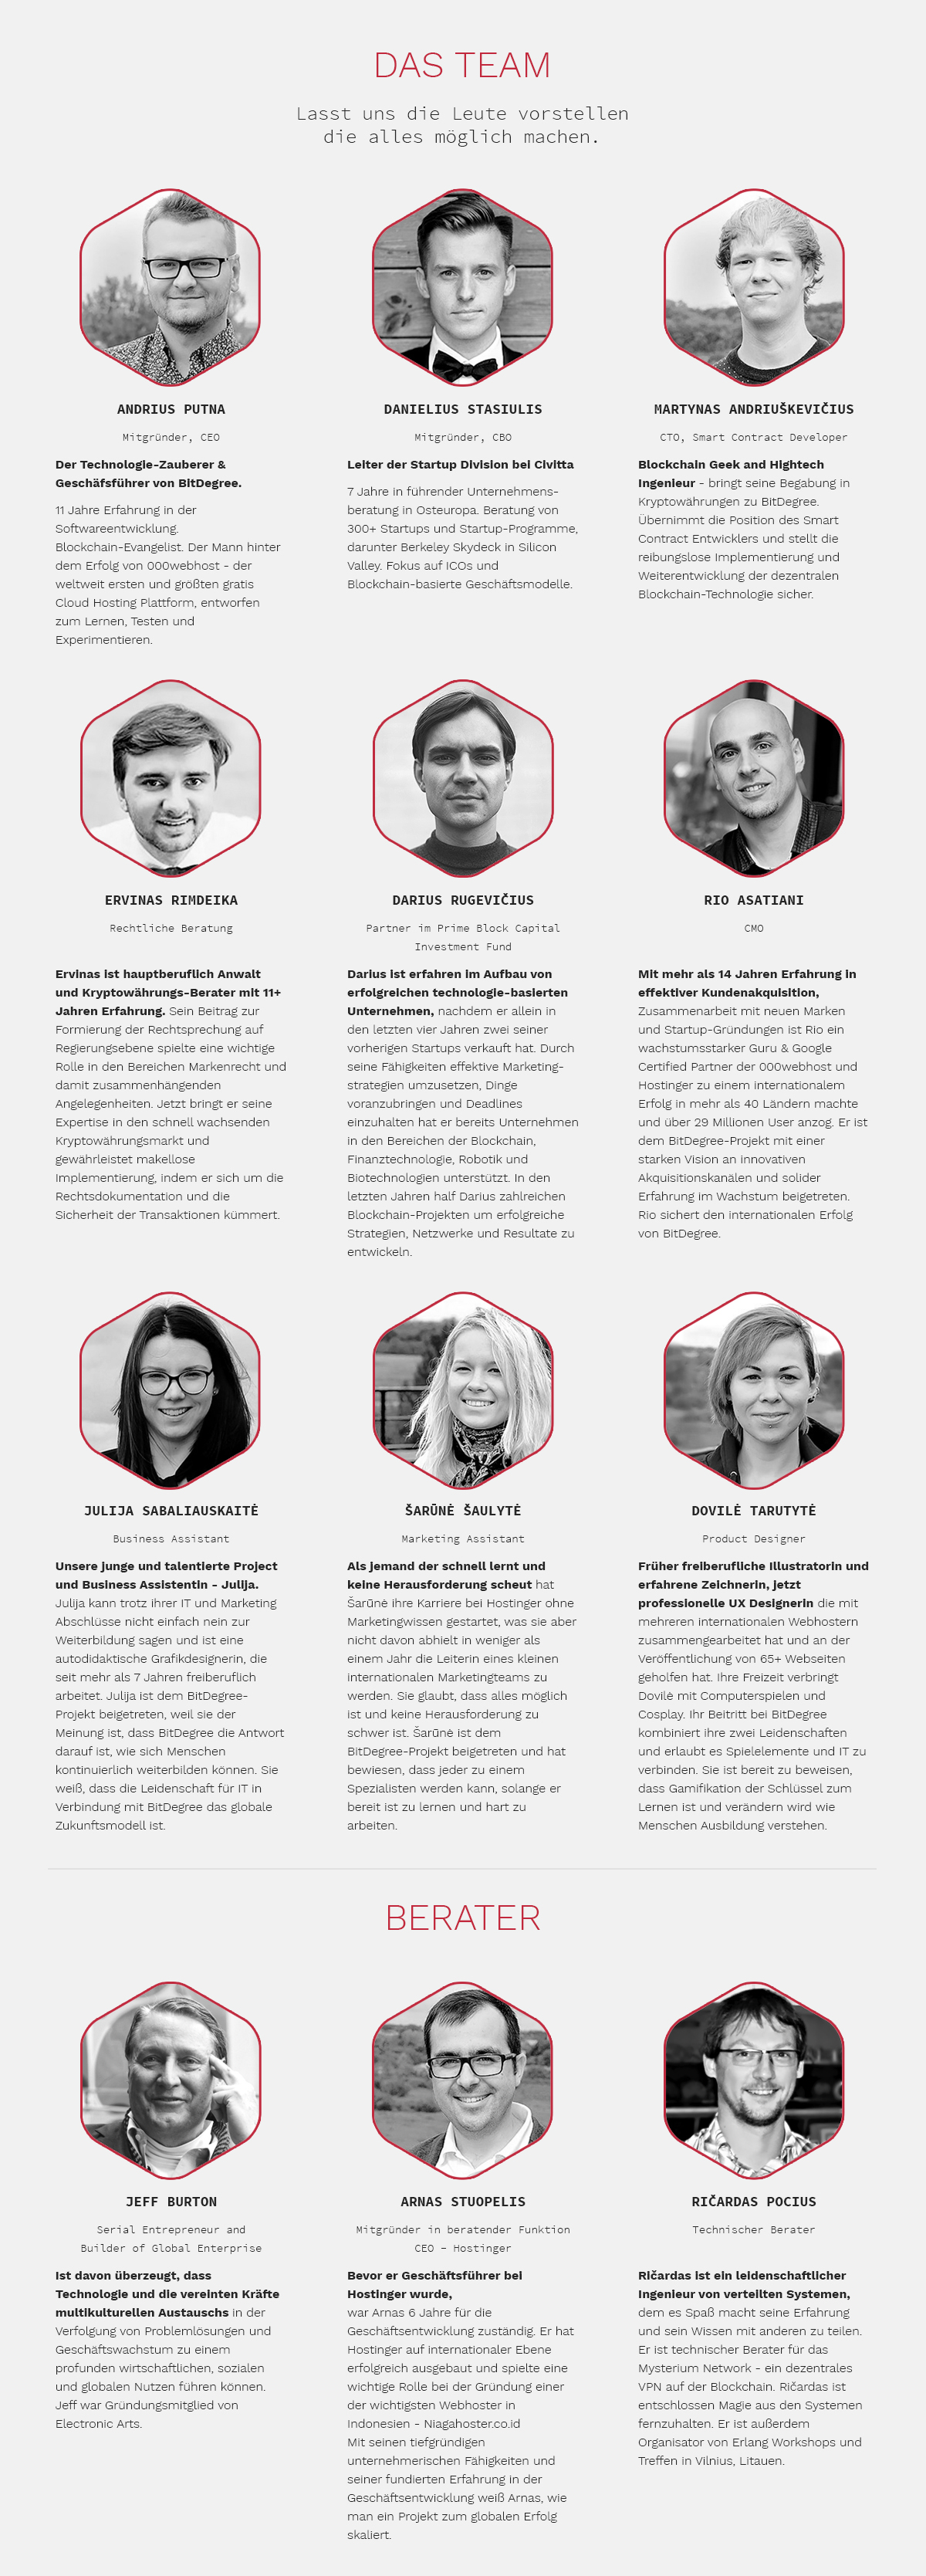 DAS TEAM
Lasst uns die Leute vorstellen
die alles möglich machen.
ANDRIUS PUTNA
Mitgründer, CEO
Der Technologie-Zauberer &
Geschäfsführer von BitDegree.
11 Jahre Erfahrung in der
Softwareentwicklung.
Blockchain-Evangelist. Der Mann hinter
dem Erfolg von 000webhost - der
weltweit ersten und größten gratis
Cloud Hosting Plattform, entworfen
zum Lernen, Testen und
Experimentieren.
DANIELIUS STASIULIS
Mitgründer, CBO
Leiter der Startup Division bei Civitta
7 Jahre in führender Unternehmens-
beratung in Osteuropa. Beratung von
300+ Startups und Startup-Programme,
darunter Berkeley Skydeck in Silicon
Valley. Fokus auf ICOs und
Blockchain-basierte Geschäftsmodelle.
MARTYNAS ANDRIUŠKEVIČIUS
CTO, Smart Contract Developer
Blockchain Geek and Hightech
Ingenieur - bringt seine Begabung in
Kryptowährungen zu BitDegree.
Übernimmt die Position des Smart
Contract Entwicklers und stellt die
reibungslose Implementierung und
Weiterentwicklung der dezentralen
Blockchain-Technologie sicher.
ERVINAS RIMDEIKA
Rechtliche Beratung
Ervinas ist hauptberuflich Anwalt
und Kryptowährungs-Berater mit 11+
Jahren Erfahrung. Sein Beitrag zur
Formierung der Rechtsprechung auf
Regierungsebene spielte eine wichtige
Rolle in den Bereichen Markenrecht und
damit zusammenhängenden
Angelegenheiten. Jetzt bringt er seine
Expertise in den schnell wachsenden
Kryptowährungsmarkt und
gewährleistet makellose
Implementierung, indem er sich um die
Rechtsdokumentation und die
Sicherheit der Transaktionen kümmert.
DARIUS RUGEVIČIUS
Partner im Prime Block Capital
Investment Fund
Darius ist erfahren im Aufbau von
erfolgreichen technologie-basierten
Unternehmen, nachdem er allein in
den letzten vier Jahren zwei seiner
vorherigen Startups verkauft hat. Durch
seine Fähigkeiten effektive Marketing-
strategien umzusetzen, Dinge
voranzubringen und Deadlines
einzuhalten hat er bereits Unternehmen
in den Bereichen der Blockchain,
Finanztechnologie, Robotik und
Biotechnologien unterstützt. In den
letzten Jahren half Darius zahlreichen
Blockchain-Projekten um erfolgreiche
Strategien, Netzwerke und Resultate zu
entwickeln.
RIO ASATIANI
CMO
Mit mehr als 14 Jahren Erfahrung in
effektiver Kundenakquisition,
Zusammenarbeit mit neuen Marken
und Startup-Gründungen ist Rio ein
wachstumsstarker Guru & Google
Certified Partner der 000webhost und
Hostinger zu einem internationalem
Erfolg in mehr als 40 Ländern machte
und über 29 Millionen User anzog. Er ist
dem BitDegree-Projekt mit einer
starken Vision an innovativen
Akquisitionskanälen und solider
Erfahrung im Wachstum beigetreten.
Rio sichert den internationalen Erfolg
von BitDegree.
JULIJA SABALIAUSKAITĖ
Business Assistant
Unsere junge und talentierte Project
und Business Assistentin - Julija.
Julija kann trotz ihrer IT und Marketing
Abschlüsse nicht einfach nein zur
Weiterbildung sagen und ist eine
autodidaktische Grafikdesignerin, die
seit mehr als 7 Jahren freiberuflich
arbeitet. Julija ist dem BitDegree-
Projekt beigetreten, weil sie der
Meinung ist, dass BitDegree die Antwort
darauf ist, wie sich Menschen
kontinuierlich weiterbilden können. Sie
weiß, dass die Leidenschaft für IT in
Verbindung mit BitDegree das globale
Zukunftsmodell ist.
ŠARŪNĖ ŠAULYTĖ
Marketing Assistant
Als jemand der schnell lernt und
keine Herausforderung scheut hat
Šarūnė ihre Karriere bei Hostinger ohne
Marketingwissen gestartet, was sie aber
nicht davon abhielt in weniger als
einem Jahr die Leiterin eines kleinen
internationalen Marketingteams zu
werden. Sie glaubt, dass alles möglich
ist und keine Herausforderung zu
schwer ist. Šarūnė ist dem
BitDegree-Projekt beigetreten und hat
bewiesen, dass jeder zu einem
Spezialisten werden kann, solange er
bereit ist zu lernen und hart zu
arbeiten.
DOVILĖ TARUTYTĖ
Product Designer
Früher freiberufliche Illustratorin und
erfahrene Zeichnerin, jetzt
professionelle UX Designerin die mit
mehreren internationalen Webhostern
zusammengearbeitet hat und an der
Veröffentlichung von 65+ Webseiten
geholfen hat. Ihre Freizeit verbringt
Dovilė mit Computerspielen und
Cosplay. Ihr Beitritt bei BitDegree
kombiniert ihre zwei Leidenschaften
und erlaubt es Spielelemente und IT zu
verbinden. Sie ist bereit zu beweisen,
dass Gamifikation der Schlüssel zum
Lernen ist und verändern wird wie
Menschen Ausbildung verstehen.
BERATER
JEFF BURTON
Serial Entrepreneur and
Builder of Global Enterprise
Ist davon überzeugt, dass
Technologie und die vereinten Kräfte
multikulturellen Austauschs in der
Verfolgung von Problemlösungen und
Geschäftswachstum zu einem
profunden wirtschaftlichen, sozialen
und globalen Nutzen führen können.
Jeff war Gründungsmitglied von
Electronic Arts.
ARNAS STUOPELIS
Mitgründer in beratender Funktion
CEO – Hostinger
Bevor er Geschäftsführer bei
Hostinger wurde,
war Arnas 6 Jahre für die
Geschäftsentwicklung zuständig. Er hat
Hostinger auf internationaler Ebene
erfolgreich ausgebaut und spielte eine
wichtige Rolle bei der Gründung einer
der wichtigsten Webhoster in
Indonesien - Niagahoster.co.id
Mit seinen tiefgründigen
unternehmerischen Fähigkeiten und
seiner fundierten Erfahrung in der
Geschäftsentwicklung weiß Arnas, wie
man ein Projekt zum globalen Erfolg
skaliert.
RIČARDAS POCIUS
Technischer Berater
Ričardas ist ein leidenschaftlicher
Ingenieur von verteilten Systemen,
dem es Spaß macht seine Erfahrung
und sein Wissen mit anderen zu teilen.
Er ist technischer Berater für das
Mysterium Network - ein dezentrales
VPN auf der Blockchain. Ričardas ist
entschlossen Magie aus den Systemen
fernzuhalten. Er ist außerdem
Organisator von Erlang Workshops und
Treffen in Vilnius, Litauen.